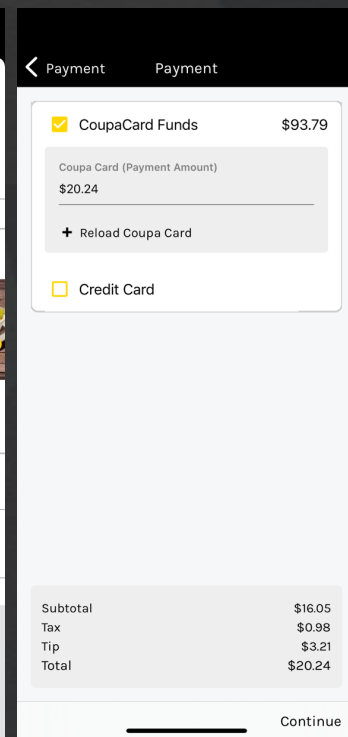 Payment Payment
CoupaCard Funds $93.79
Coupa Card (Payment Amount)
$20.24
+ Reload Coupa Card
Credit Card
Subtotal $16.05
Tax $0.98
Tip $3.21
Total $20.24
Continue